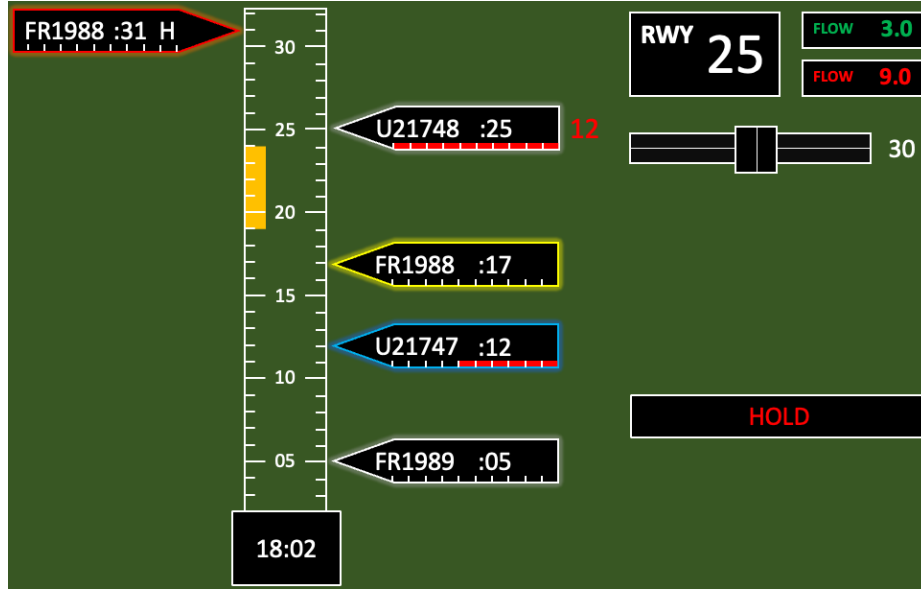 FR1988 :31 H
30
25
20
15
10
05
18:02
U21748 :25 12
FR1988 :17
U21747 :12
FR1989 :05
RWY 25
FLOW 3.0
FLOW 9.0
30
HOLD